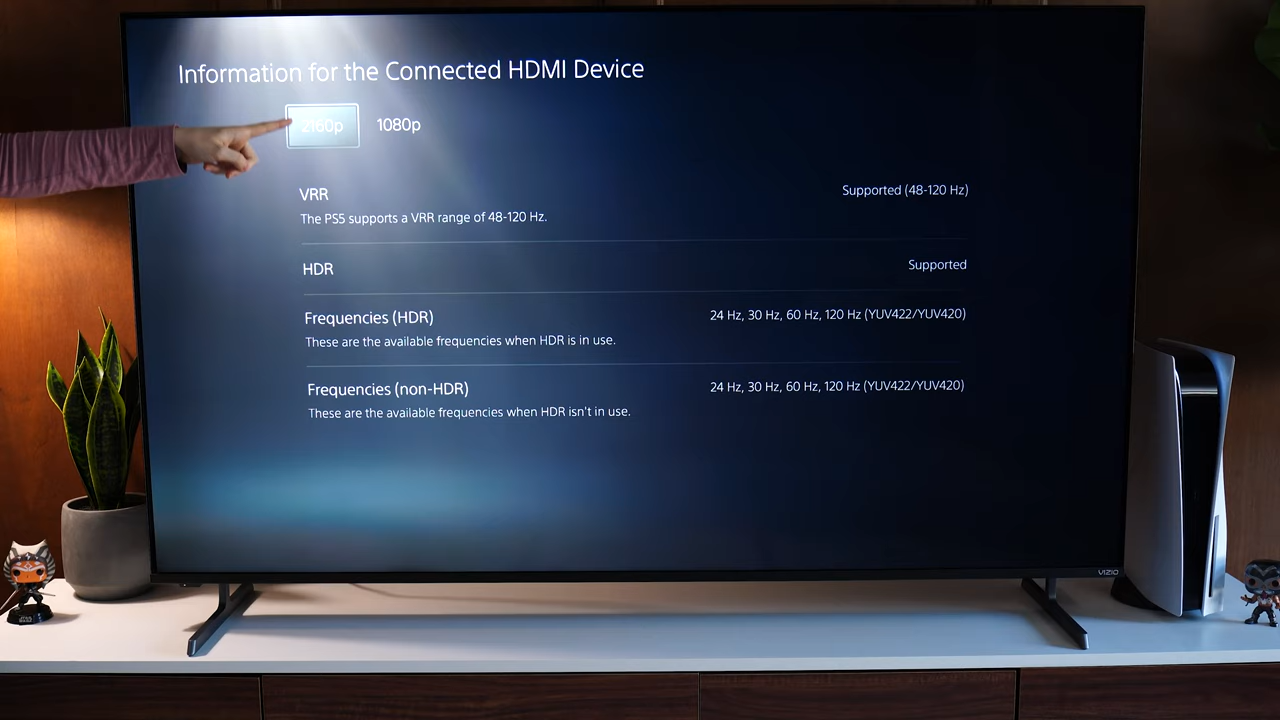 Information for the Connected HDMI Device
2160p 1080p
VRR Supported (48-120 Hz)
The PS5 supports a VRR range of 48-120 Hz.
HDR Supported
Frequencies (HDR) 24 Hz, 30 Hz, 60 Hz, 120 Hz (YUV422/YUV420)
These are the available frequencies when HDR is in use.
Frequencies (non-HDR) 24 Hz, 30 Hz, 60 Hz, 120 Hz (YUV422/YUV420)
These are the available frequencies when HDR isn't in use.
VIZIO
STAR WARS